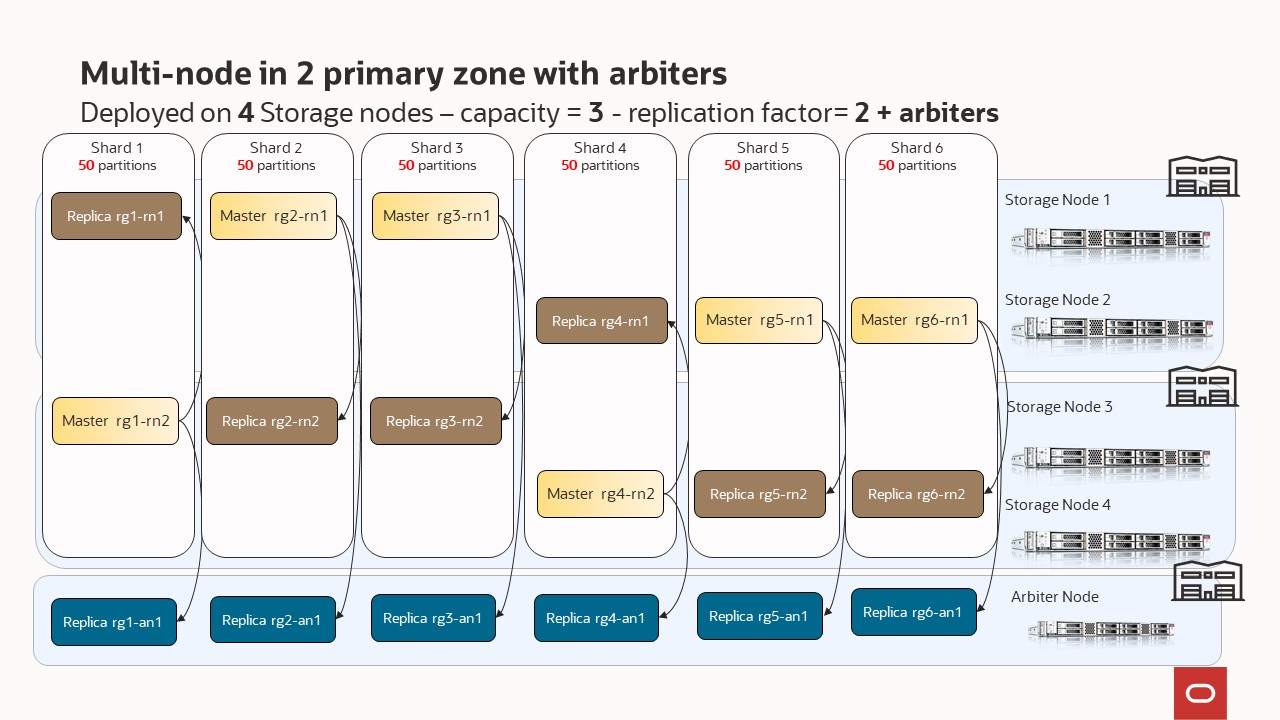 Multi-node in 2 primary zone with arbiters
Deployed on 4 Storage nodes – capacity = 3 - replication factor= 2 + arbiters
Shard 1
50 partitions
Shard 2
50 partitions
Shard 3
50 partitions
Shard 4
50 partitions
Shard 5
50 partitions
Shard 6
50 partitions
Replica rg1-rn1
Master rg2-rn1
Master rg3-rn1
Storage Node 1
Replica rg4-rn1
Master rg5-rn1
Master rg6-rn1
Storage Node 2
Master rg1-rn2
Replica rg2-rn2
Replica rg3-rn2
Storage Node 3
Master rg4-rn2
Replica rg5-rn2
Replica rg6-rn2
Storage Node 4
Replica rg1-an1
Replica rg2-an1
Replica rg3-an1
Replica rg4-an1
Replica rg5-an1
Replica rg6-an1
Arbiter Node